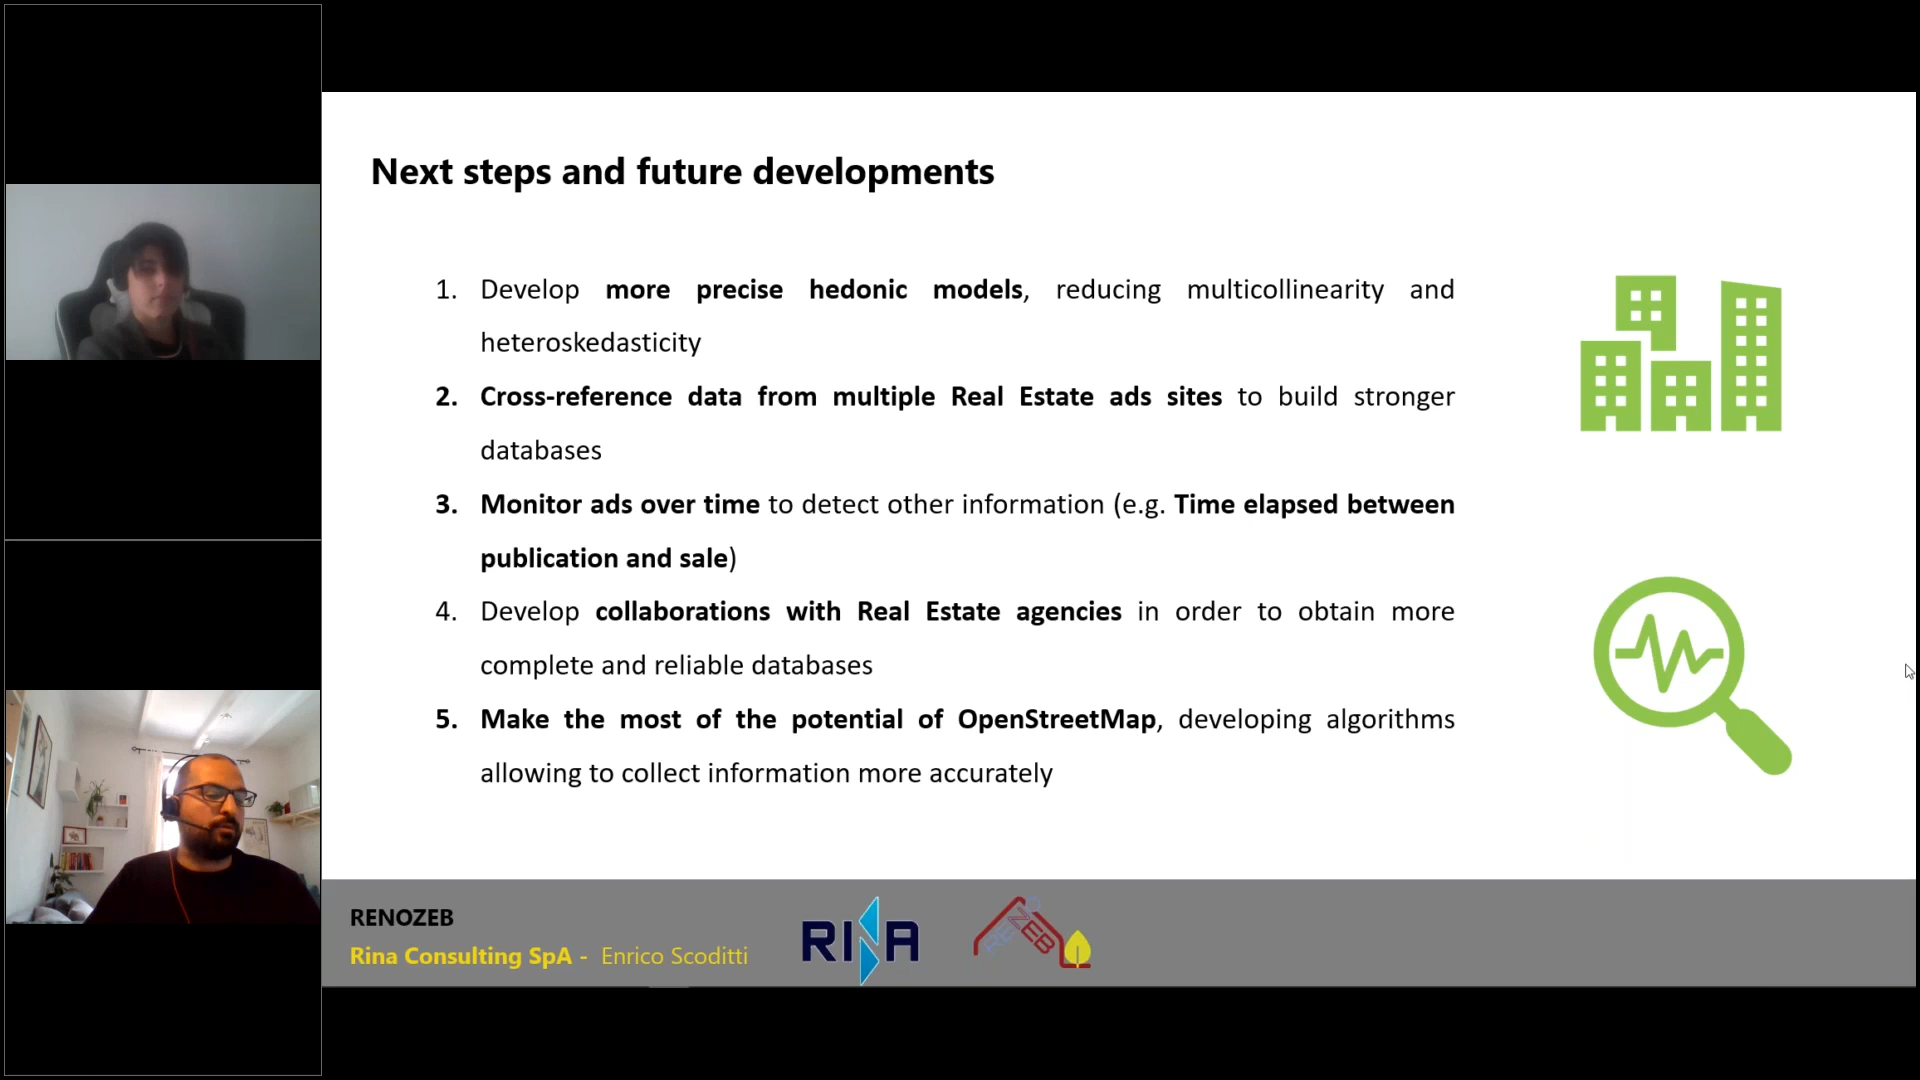 Next steps and future developments
1. Develop more precise hedonic models, reducing multicollinearity and
heteroskedasticity
2. Cross-reference data from multiple Real Estate ads sites to build stronger
databases
3. Monitor ads over time to detect other information (e.g. Time elapsed between
publication and sale)
4. Develop collaborations with Real Estate agencies in order to obtain more
complete and reliable databases
5. Make the most of the potential of OpenStreetMap, developing algorithms
allowing to collect information more accurately
RENOZEB
Rina Consulting SpA - Enrico Scoditti
RINA
RENOZEB